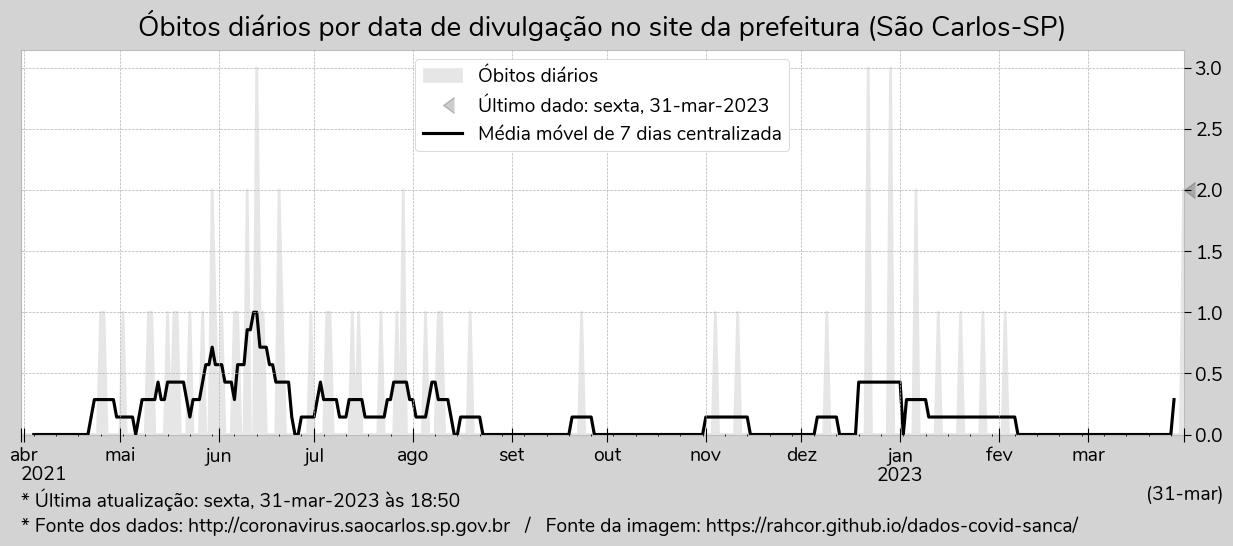 Óbitos diários por data de divulgação no site da prefeitura (São Carlos-SP)
Óbitos diários
Último dado: sexta, 31-mar-2023
Média móvel de 7 dias centralizada
3.0
2.5
2.0
1.5
1.0
0.5
0.0
abr mai jun jul ago set out nov dez jan fev mar
2021 2023
(31-mar)
* Última atualização: sexta, 31-mar-2023 às 18:50
* Fonte dos dados: http://coronavirus.saocarlos.sp.gov.br / Fonte da imagem: https://rahcor.github.io/dados-covid-sanca/